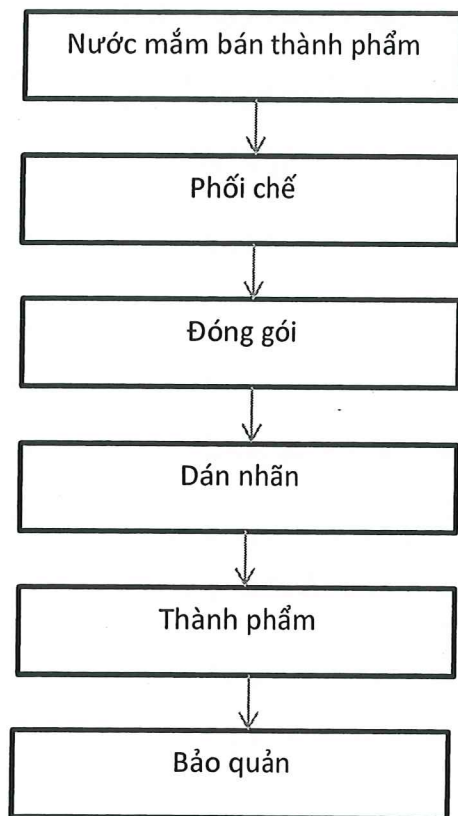 Nước mắm bán thành phẩm
Phối chế
Đóng gói
Dán nhãn
Thành phẩm
Bảo quản